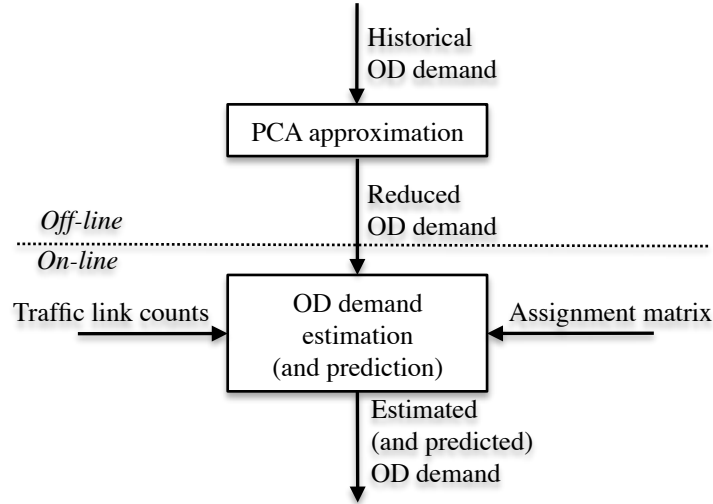 Historical
OD demand
PCA approximation
Reduced
OD demand
Off-line
On-line
Traffic link counts
OD demand
estimation
(and prediction)
Assignment matrix
Estimated
(and predicted)
OD demand